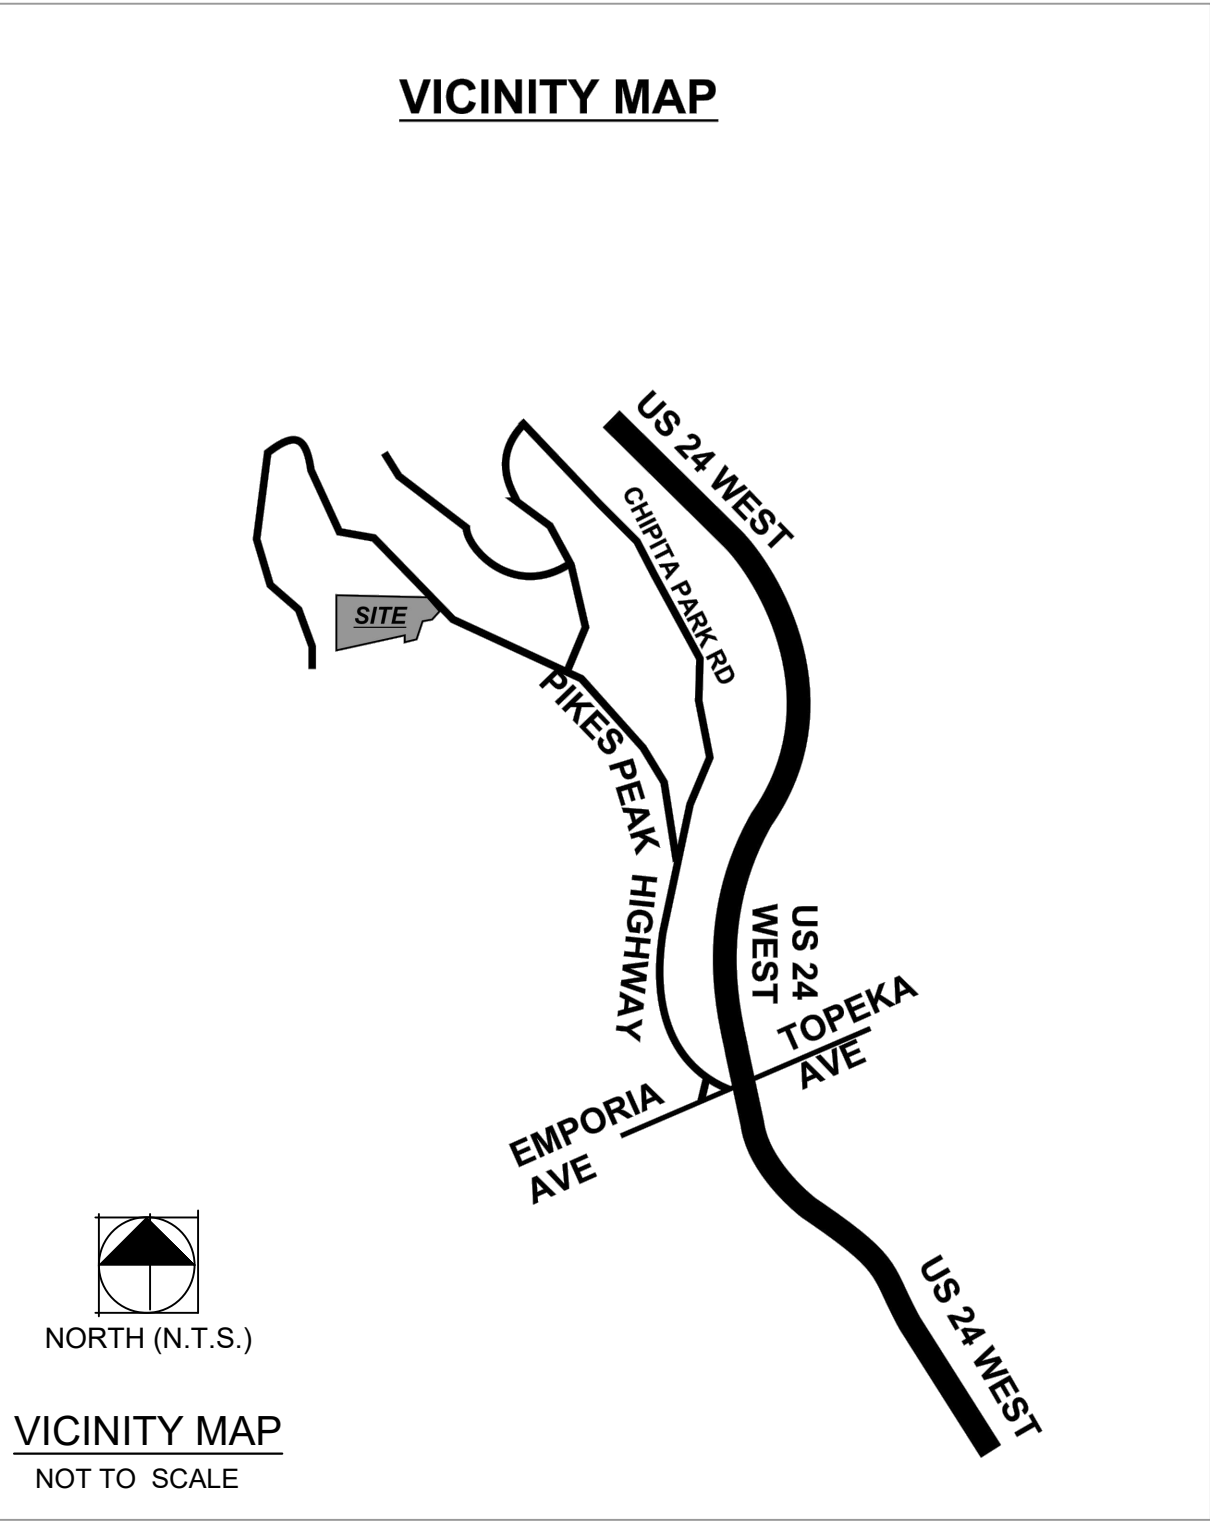 VICINITY MAP
US 24 WEST
CHIPITA PARK RD
SITE
PIKES PEAK HIGHWAY
US 24
WEST
TOPEKA
AVE
EMPORIA
AVE
US 24 WEST
NORTH (N.T.S.)
VICINITY MAP
NOT TO SCALE